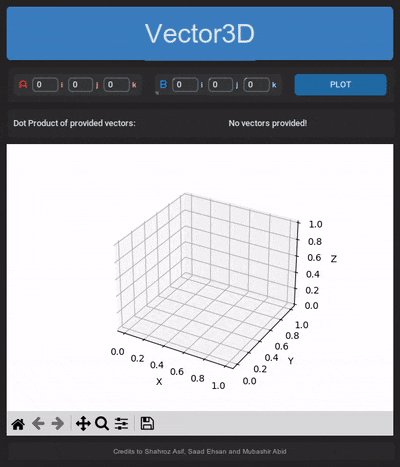 Vector3D
A 0 i 0 j 0 k B 0 i 0 j 0 k PLOT
Dot Product of provided vectors: No vectors provided!
1.0
0.8
0.6
Z
0.4
0.2
0.0
1.0
0.8
0.6
Y
0.4
0.2
0.0
0.0
0.2
0.4
0.6
0.8
1.0
X
Credits to Shahroz Asif, Saad Ehsan and Mubashir Abid